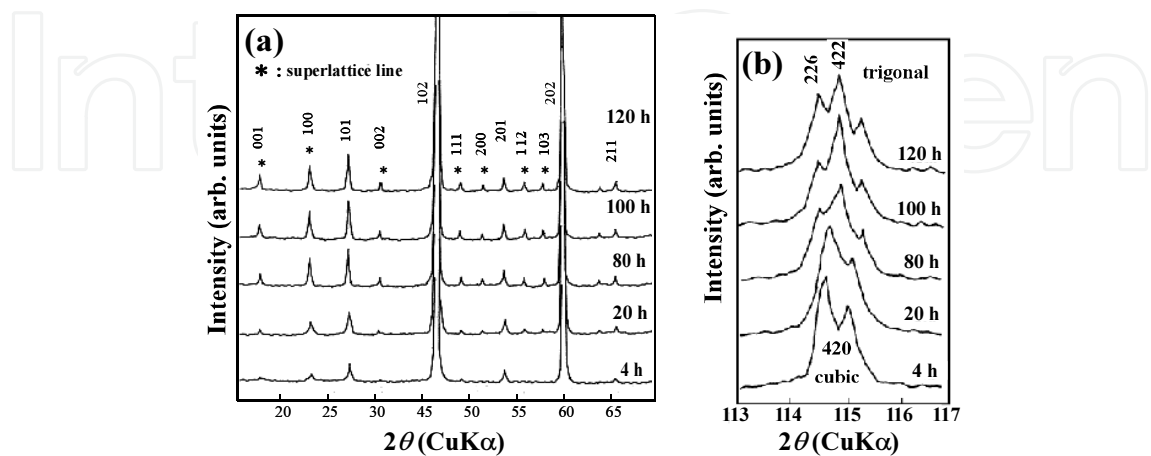 (a)
* : superlattice line
001
*
100
*
101
002
*
102
111
*
200
*
201
112
*
103
*
202
211
120 h
100 h
80 h
20 h
4 h
Intensity (arb. units)
20 25 30 35 40 45 50 55 60 65
2θ (CuKα)
(b)
226
422
trigonal
120 h
100 h
80 h
20 h
4 h
420
cubic
Intensity (arb. units)
113 114 115 116 117
2θ (CuKα)